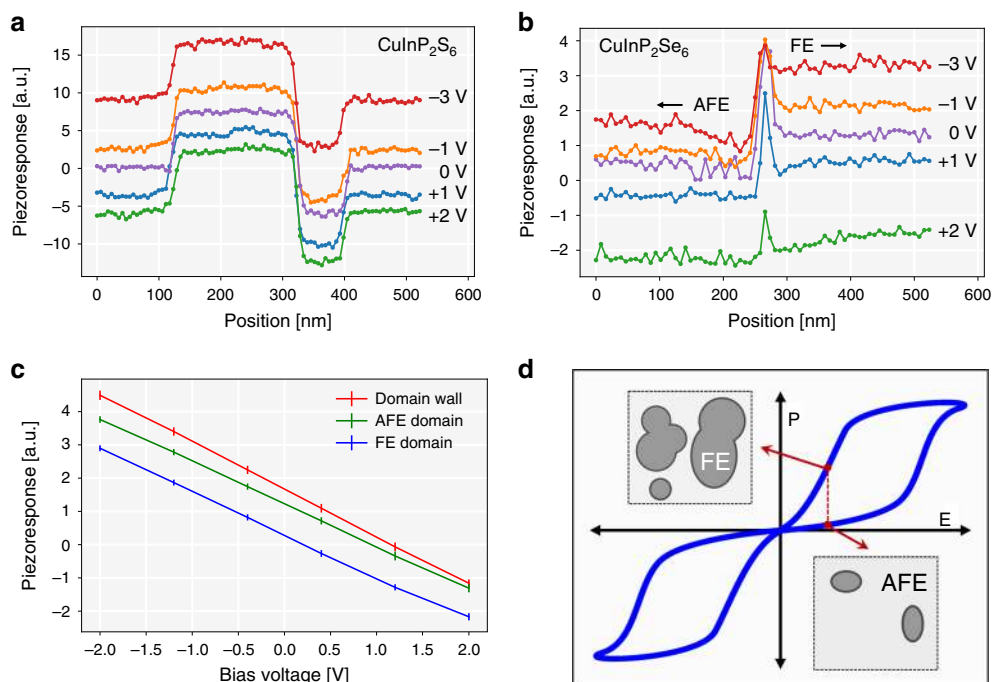 a
CuInP2S6
Piezoresponse [a.u.]
15
10
5
0
−5
−10
−3 V
−1 V
0 V
+1 V
+2 V
0 100 200 300 400 500 600
Position [nm]
b
CuInP2Se6
FE
AFE
Piezoresponse [a.u.]
4
3
2
1
0
−1
−2
−3 V
−1 V
0 V
+1 V
+2 V
0 100 200 300 400 500 600
Position [nm]
c
Domain wall
AFE domain
FE domain
Piezoresponse [a.u.]
4
3
2
1
0
−1
−2
−2.0 −1.5 −1.0 −0.5 0.0 0.5 1.0 1.5 2.0
Bias voltage [V]
d
P
FE
E
AFE